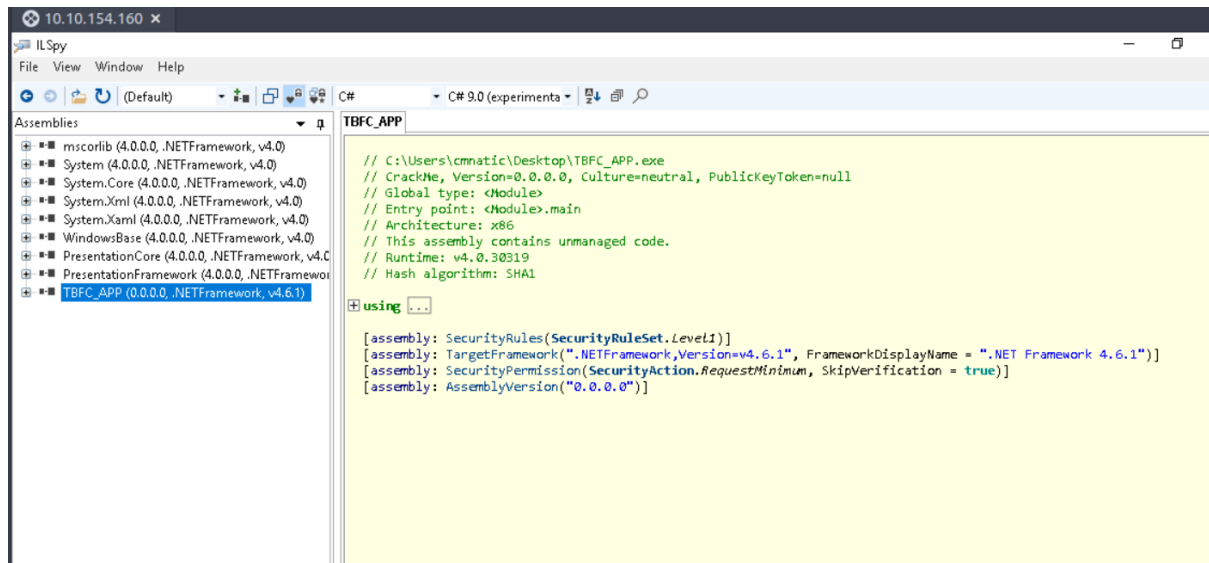 10.10.154.160 ×
ILSpy
File View Window Help
(Default) C# C# 9.0 (experimenta
Assemblies
TBFC_APP
mscorlib (4.0.0.0, .NETFramework, v4.0)
System (4.0.0.0, .NETFramework, v4.0)
System.Core (4.0.0.0, .NETFramework, v4.0)
System.Xml (4.0.0.0, .NETFramework, v4.0)
System.Xaml (4.0.0.0, .NETFramework, v4.0)
WindowsBase (4.0.0.0, .NETFramework, v4.0)
PresentationCore (4.0.0.0, .NETFramework, v4.0
PresentationFramework (4.0.0.0, .NETFramewor
TBFC_APP (0.0.0.0, .NETFramework, v4.6.1)
// C:\Users\cmnatic\Desktop\TBFC_APP.exe
// CrackMe, Version=0.0.0.0, Culture=neutral, PublicKeyToken=null
// Global type: <Module>
// Entry point: <Module>.main
// Architecture: x86
// This assembly contains unmanaged code.
// Runtime: v4.0.30319
// Hash algorithm: SHA1
using ...
[assembly: SecurityRules(SecurityRuleSet.Level1)]
[assembly: TargetFramework(".NETFramework,Version=v4.6.1", FrameworkDisplayName = ".NET Framework 4.6.1")]
[assembly: SecurityPermission(SecurityAction.RequestMinimum, SkipVerification = true)]
[assembly: AssemblyVersion("0.0.0.0")]